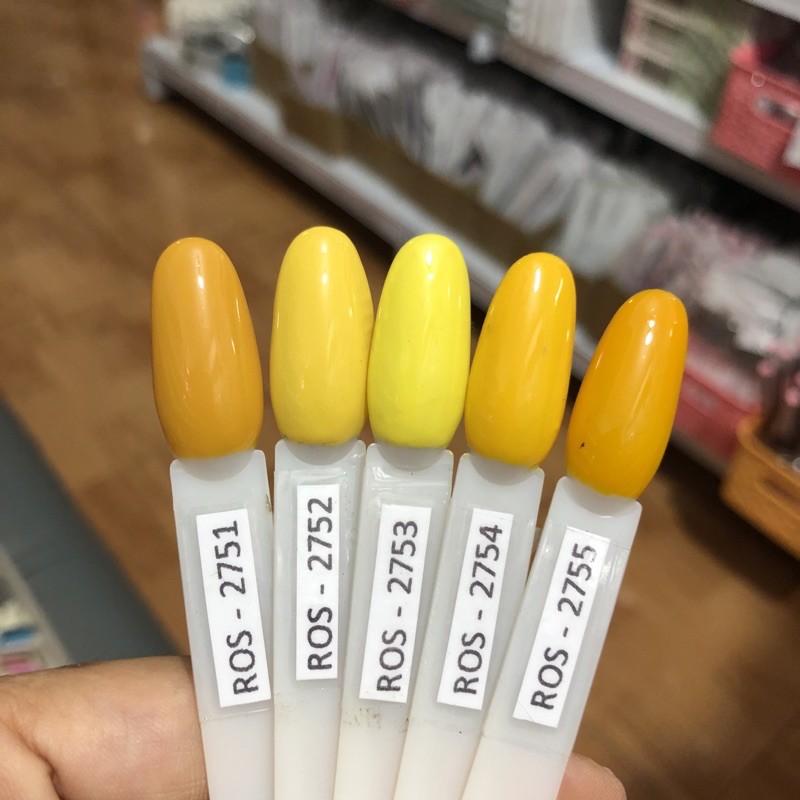 ROS - 2751
ROS - 2752
ROS - 2753
ROS - 2754
ROS - 2755